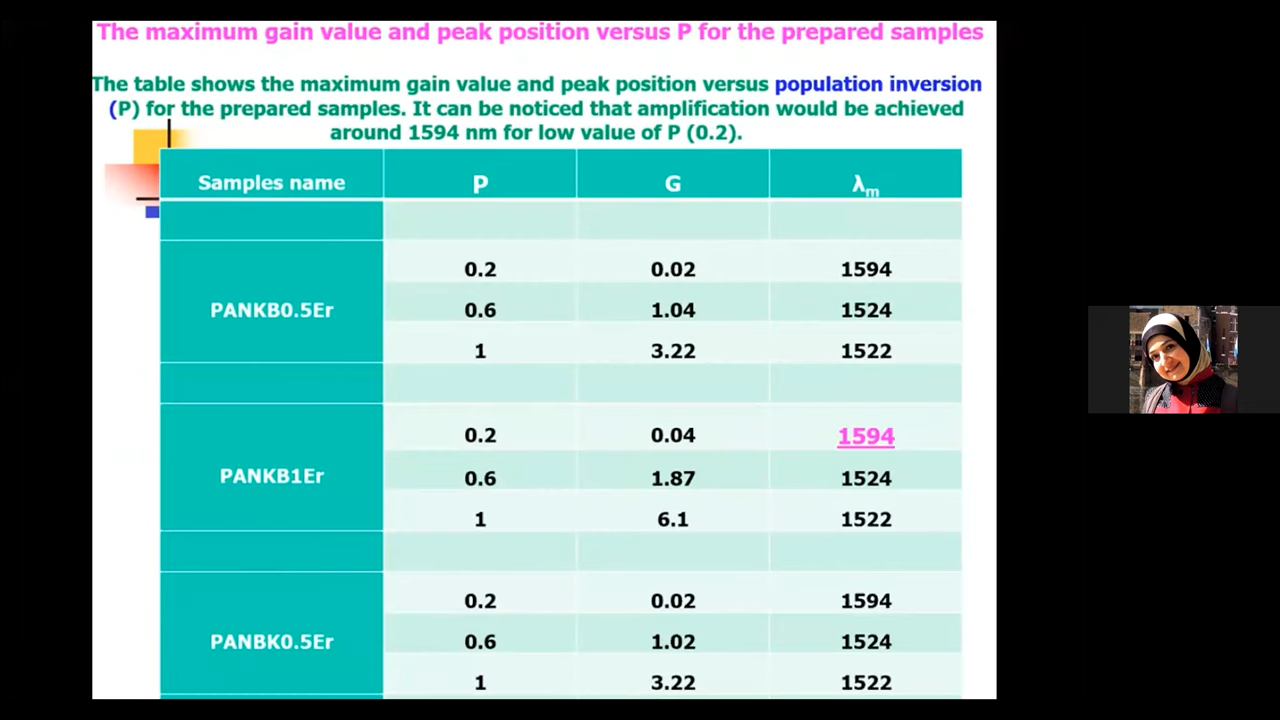 The maximum gain value and peak position versus P for the prepared samples
The table shows the maximum gain value and peak position versus population inversion
(P) for the prepared samples. It can be noticed that amplification would be achieved
around 1594 nm for low value of P (0.2).
Samples name P G λm
0.2 0.02 1594
PANKB0.5Er 0.6 1.04 1524
1 3.22 1522
0.2 0.04 1594
PANKB1Er 0.6 1.87 1524
1 6.1 1522
0.2 0.02 1594
PANBK0.5Er 0.6 1.02 1524
1 3.22 1522